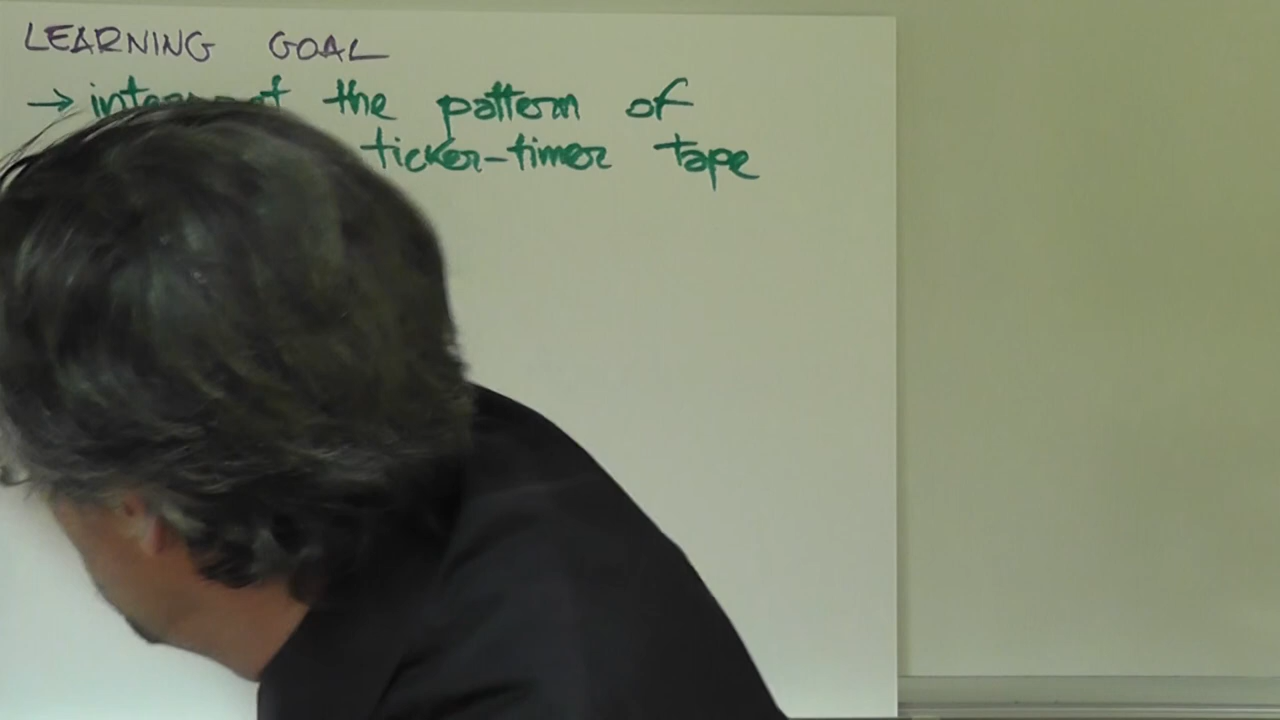 LEARNING GOAL
→ interpret the pattern of
ticker-timer tape